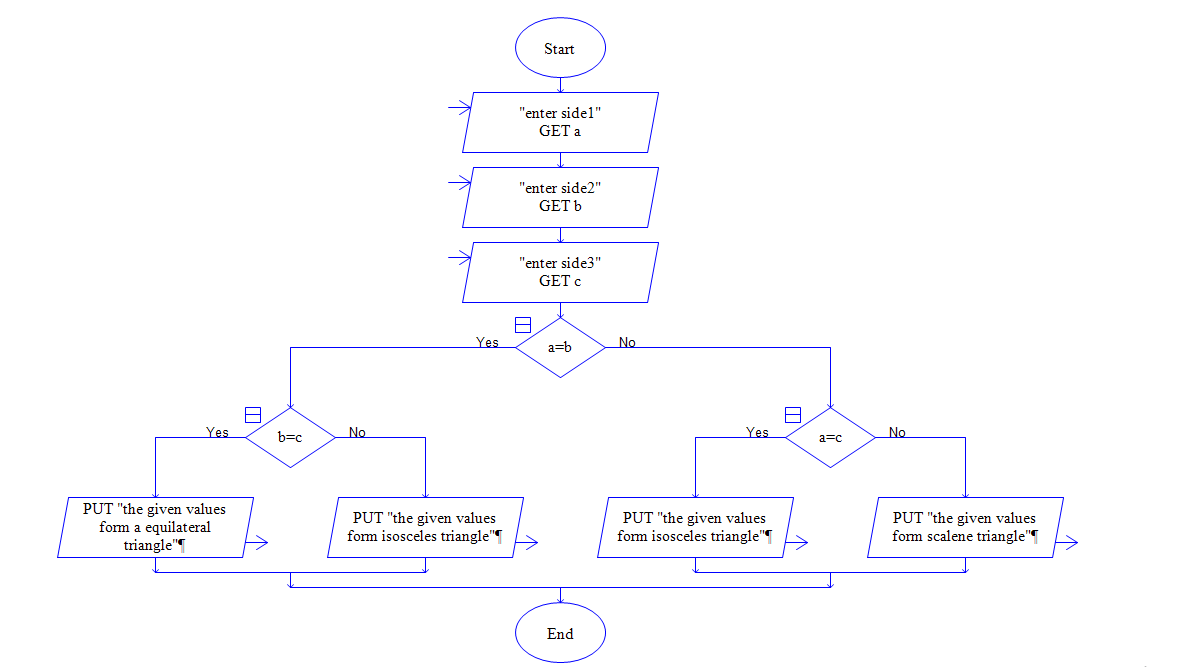 Start
"enter side1"
GET a
"enter side2"
GET b
"enter side3"
GET c
Yes
a=b
No
Yes
b=c
No
Yes
a=c
No
PUT "the given values
form a equilateral
triangle"¶
PUT "the given values
form isosceles triangle"¶
PUT "the given values
form isosceles triangle"¶
PUT "the given values
form scalene triangle"¶
End